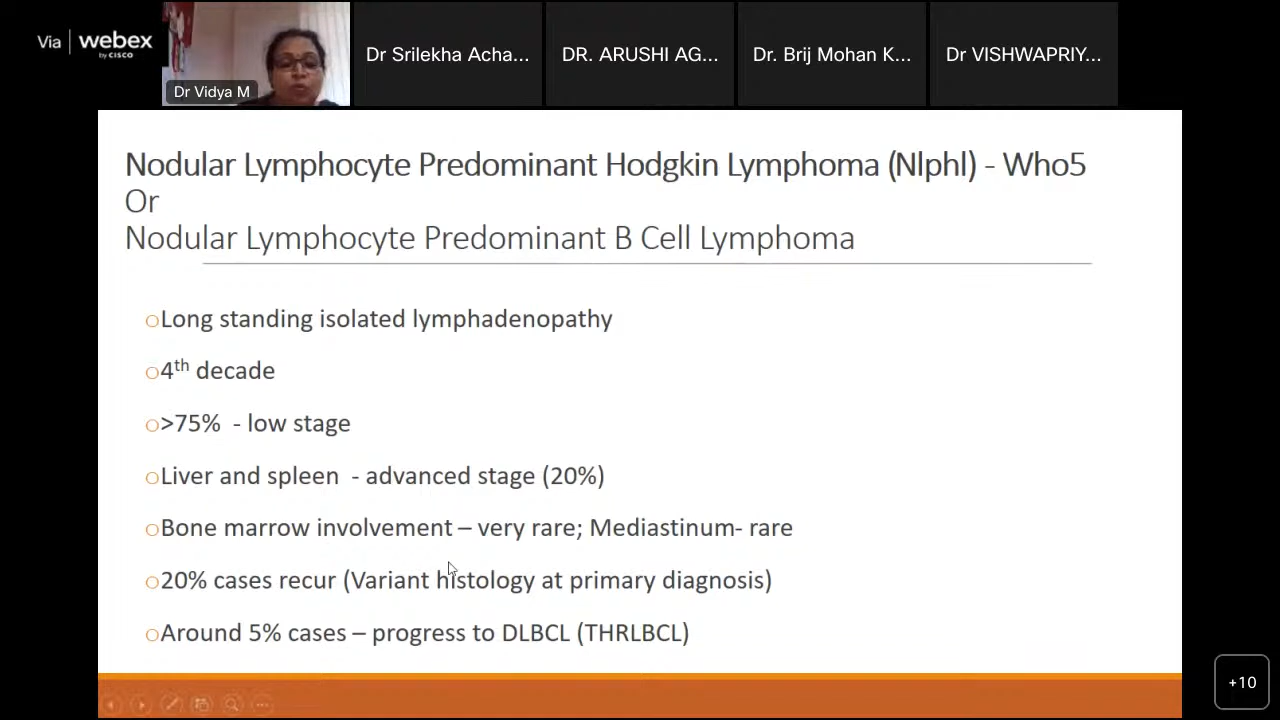 Via webex
by CISCO
Dr Vidya M
Dr Srilekha Acha...
DR. ARUSHI AG...
Dr. Brij Mohan K...
Dr VISHWAPRIY...
Nodular Lymphocyte Predominant Hodgkin Lymphoma (Nlphl) - Who5
Or
Nodular Lymphocyte Predominant B Cell Lymphoma
Long standing isolated lymphadenopathy
4th decade
>75% - low stage
Liver and spleen - advanced stage (20%)
Bone marrow involvement – very rare; Mediastinum- rare
20% cases recur (Variant histology at primary diagnosis)
Around 5% cases – progress to DLBCL (THRLBCL)
+10